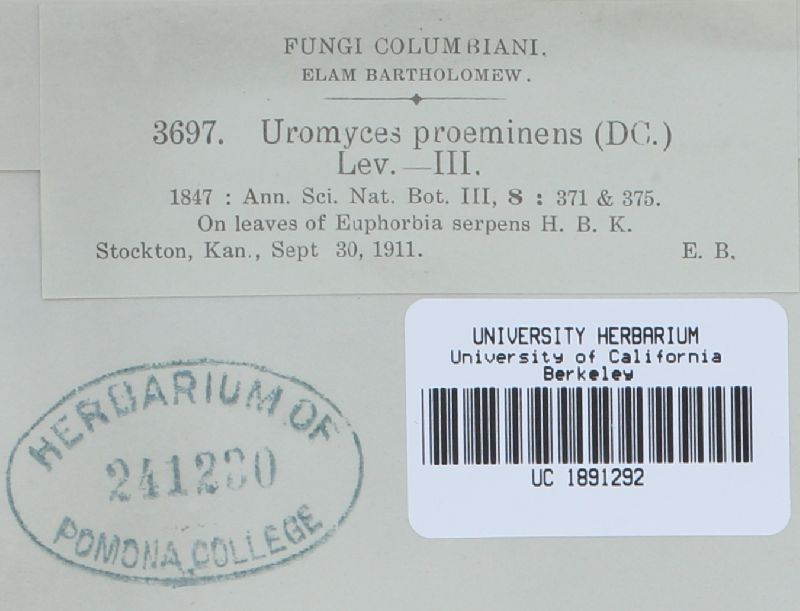 FUNGI COLUMBIANI.
ELAM BARTHOLOMEW.
3697. Uromyces proeminens (DC.)
Lev.—III.
1847 : Ann. Sci. Nat. Bot. III, 8 : 371 & 375.
On leaves of Euphorbia serpens H. B. K.
Stockton, Kan., Sept 30, 1911. E. B.
UNIVERSITY HERBARIUM
University of California
Berkeley
UC 1891292
HERBARIUM OF
POMONA COLLEGE